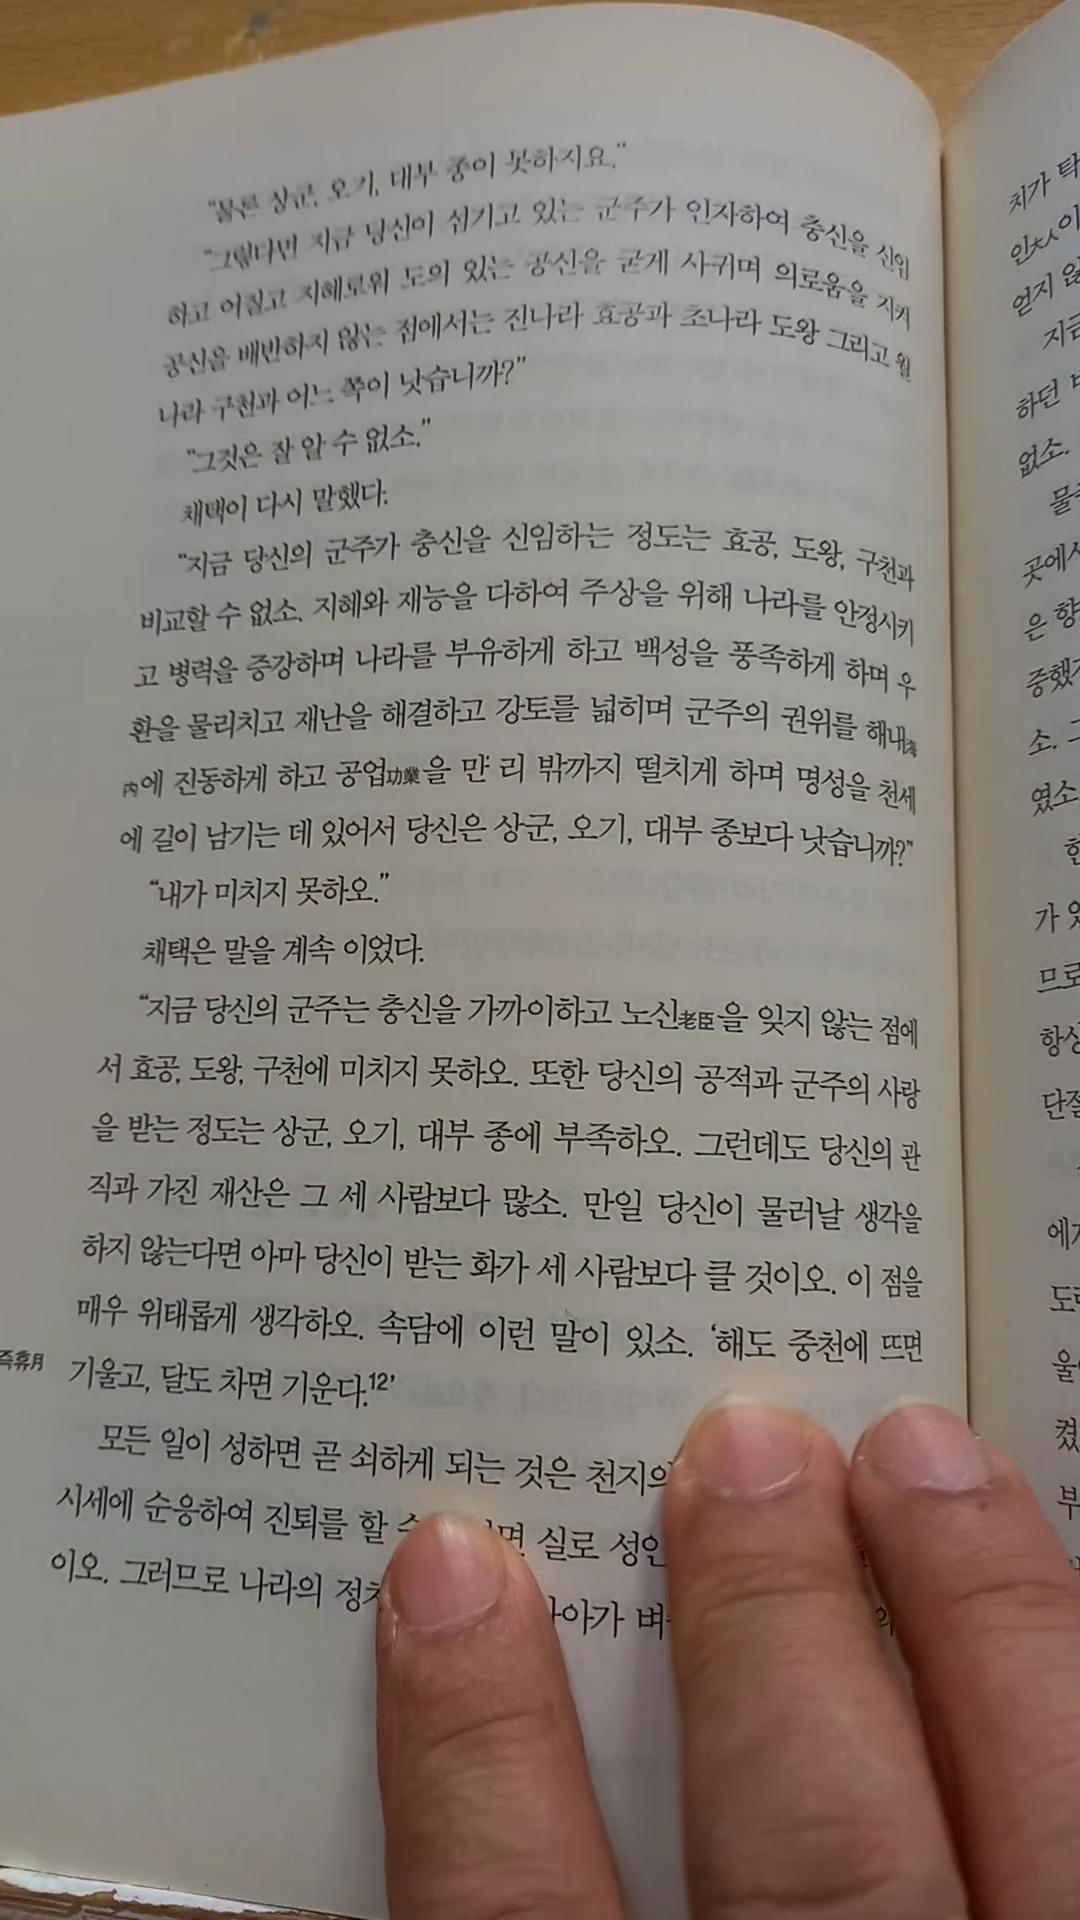 "물론 상군, 오기, 대부 종이 못하지요."
"그렇다면 지금 당신이 섬기고 있는 군주가 인자하여 충신을 신임
하고 어질고 지혜로워 도의 있는 공신을 굳게 사귀며 의로움을 지켜
공신을 배반하지 않는 점에서는 진나라 효공과 초나라 도왕 그리고 월
나라 구천과 어느 쪽이 낫습니까?"
"그것은 잘 알 수 없소."
채택이 다시 말했다.
"지금 당신의 군주가 충신을 신임하는 정도는 효공, 도왕, 구천과
비교할 수 없소. 지혜와 재능을 다하여 주상을 위해 나라를 안정시키
고 병력을 증강하며 나라를 부유하게 하고 백성을 풍족하게 하며 우
환을 물리치고 재난을 해결하고 강토를 넓히며 군주의 권위를 해내海
內에 진동하게 하고 공업功業을 만 리 밖까지 떨치게 하며 명성을 천세
에 길이 남기는 데 있어서 당신은 상군, 오기, 대부 종보다 낫습니까?"
"내가 미치지 못하오."
채택은 말을 계속 이었다.
"지금 당신의 군주는 충신을 가까이하고 노신老臣을 잊지 않는 점에
서 효공, 도왕, 구천에 미치지 못하오. 또한 당신의 공적과 군주의 사랑
을 받는 정도는 상군, 오기, 대부 종에 부족하오. 그런데도 당신의 관
직과 가진 재산은 그 세 사람보다 많소. 만일 당신이 물러날 생각을
하지 않는다면 아마 당신이 받는 화가 세 사람보다 클 것이오. 이 점을
매우 위태롭게 생각하오. 속담에 이런 말이 있소. '해도 중천에 뜨면
기울고, 달도 차면 기운다.12'
모든 일이 성하면 곧 쇠하게 되는 것은 천지의
시세에 순응하여 진퇴를 할 실로
이오. 그러므로 나라의
치가
인大人이
얻지
하던
없소.
곳에서
은
소.
였소
가
므로